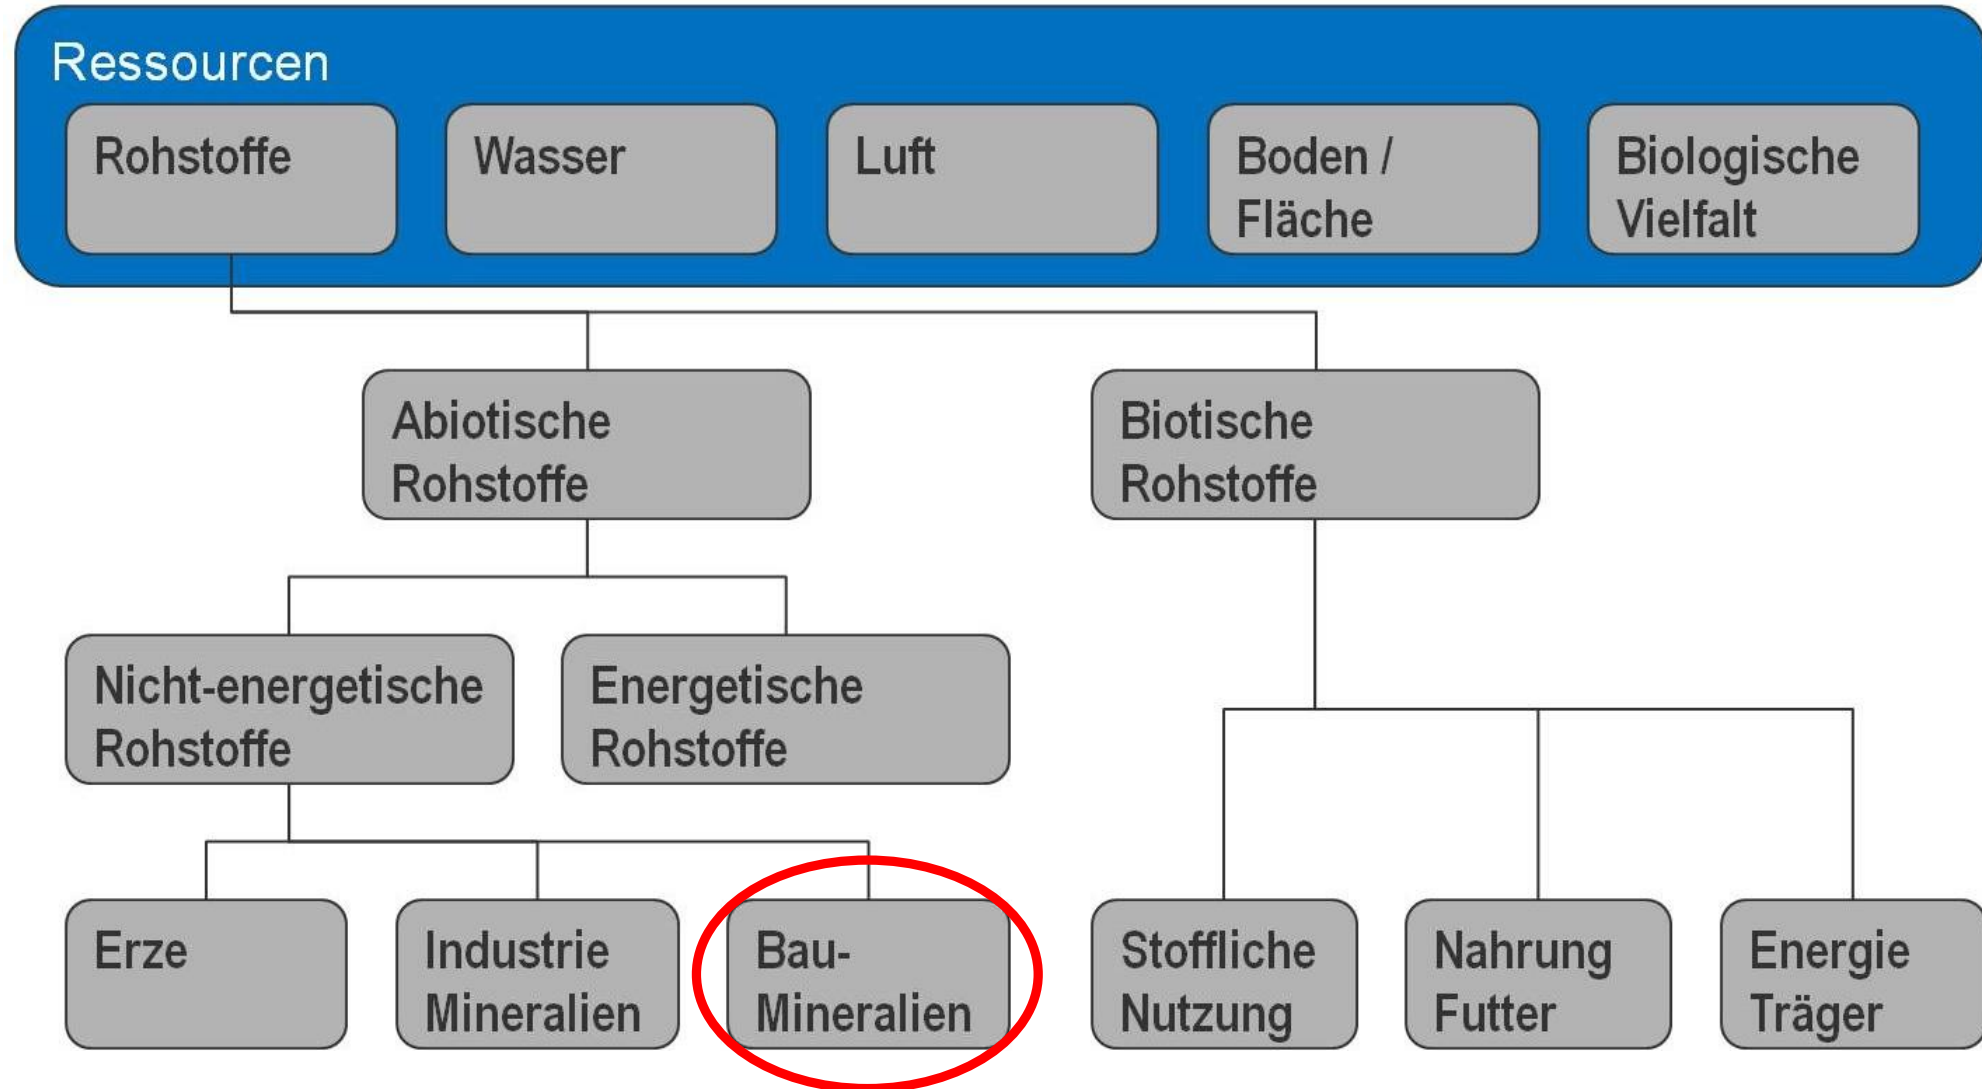 Ressourcen
Rohstoffe
Wasser
Luft
Boden /
Fläche
Biologische
Vielfalt
Abiotische
Rohstoffe
Biotische
Rohstoffe
Nicht-energetische
Rohstoffe
Energetische
Rohstoffe
Erze
Industrie
Mineralien
Bau-
Mineralien
Stoffliche
Nutzung
Nahrung
Futter
Energie
Träger